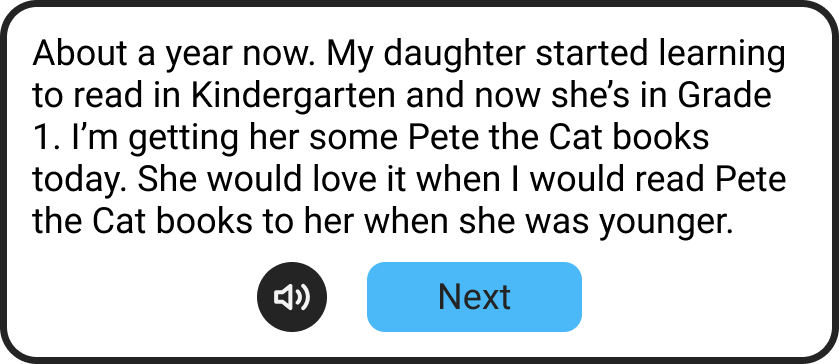 About a year now. My daughter started learning
to read in Kindergarten and now she’s in Grade
1. I’m getting her some Pete the Cat books
today. She would love it when I would read Pete
the Cat books to her when she was younger.
Next